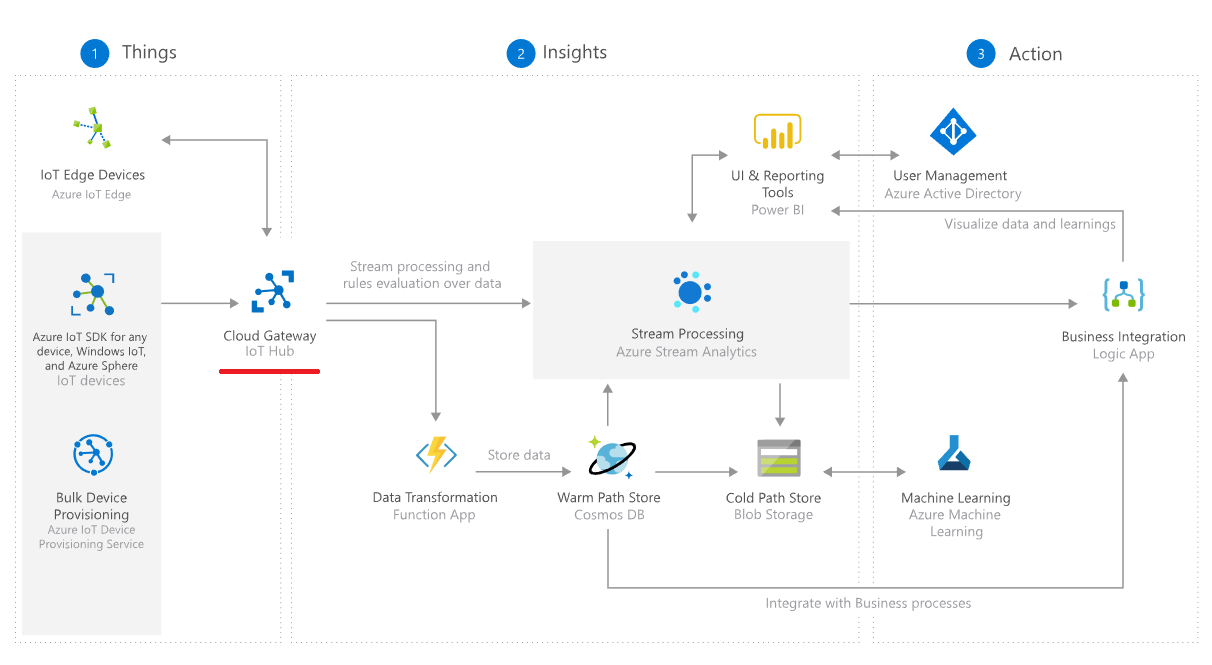 1 Things
2 Insights
3 Action
IoT Edge Devices
Azure IoT Edge
Azure IoT SDK for any
device, Windows IoT,
and Azure Sphere
IoT devices
Bulk Device
Provisioning
Azure IoT Device
Provisioning Service
Cloud Gateway
IoT Hub
Stream processing and
rules evaluation over data
Data Transformation
Function App
Store data
Warm Path Store
Cosmos DB
Stream Processing
Azure Stream Analytics
Cold Path Store
Blob Storage
UI & Reporting
Tools
Power BI
User Management
Azure Active Directory
Visualize data and learnings
Business Integration
Logic App
Machine Learning
Azure Machine
Learning
Integrate with Business processes